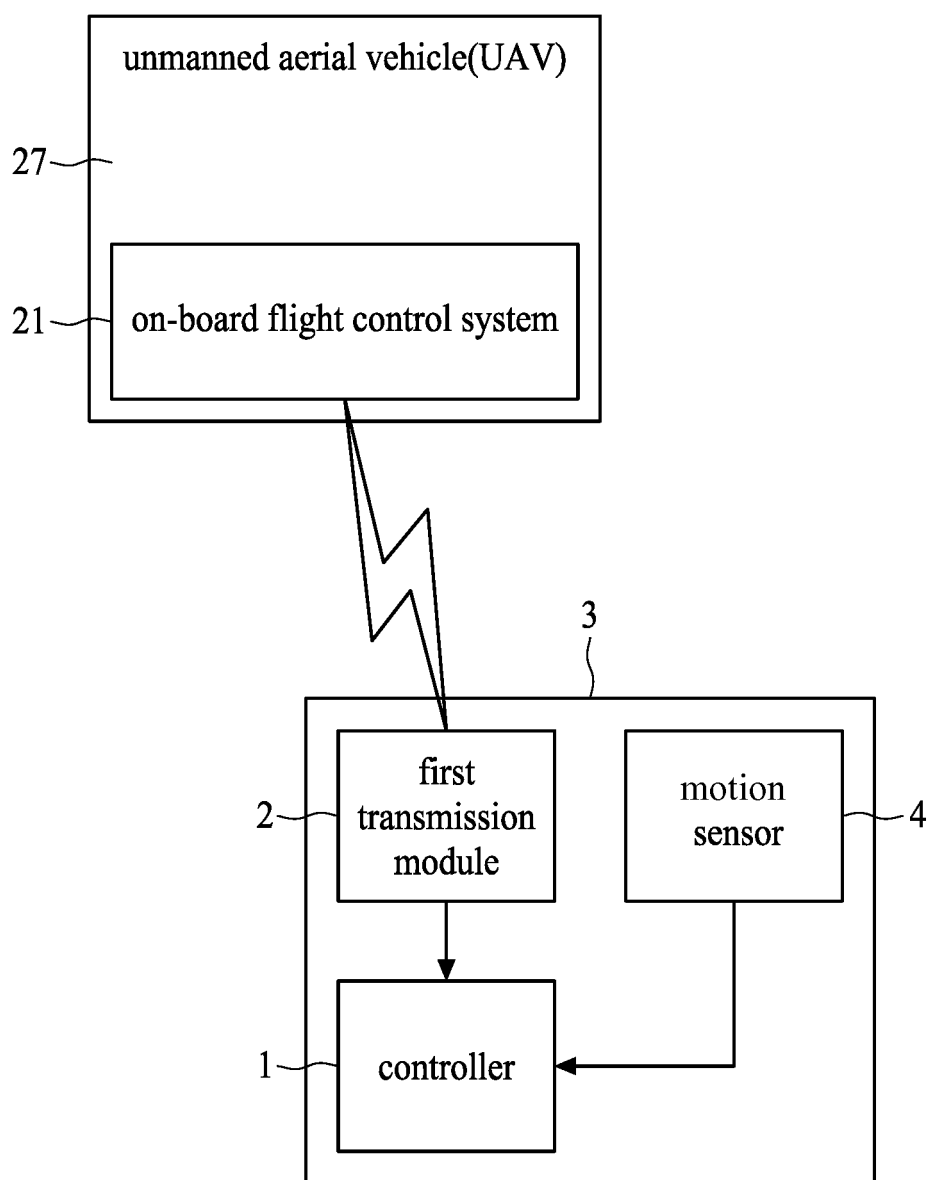 unmanned aerial vehicle(UAV)
27
21
on-board flight control system
3
first
transmission
module
2
motion
sensor
4
1
controller